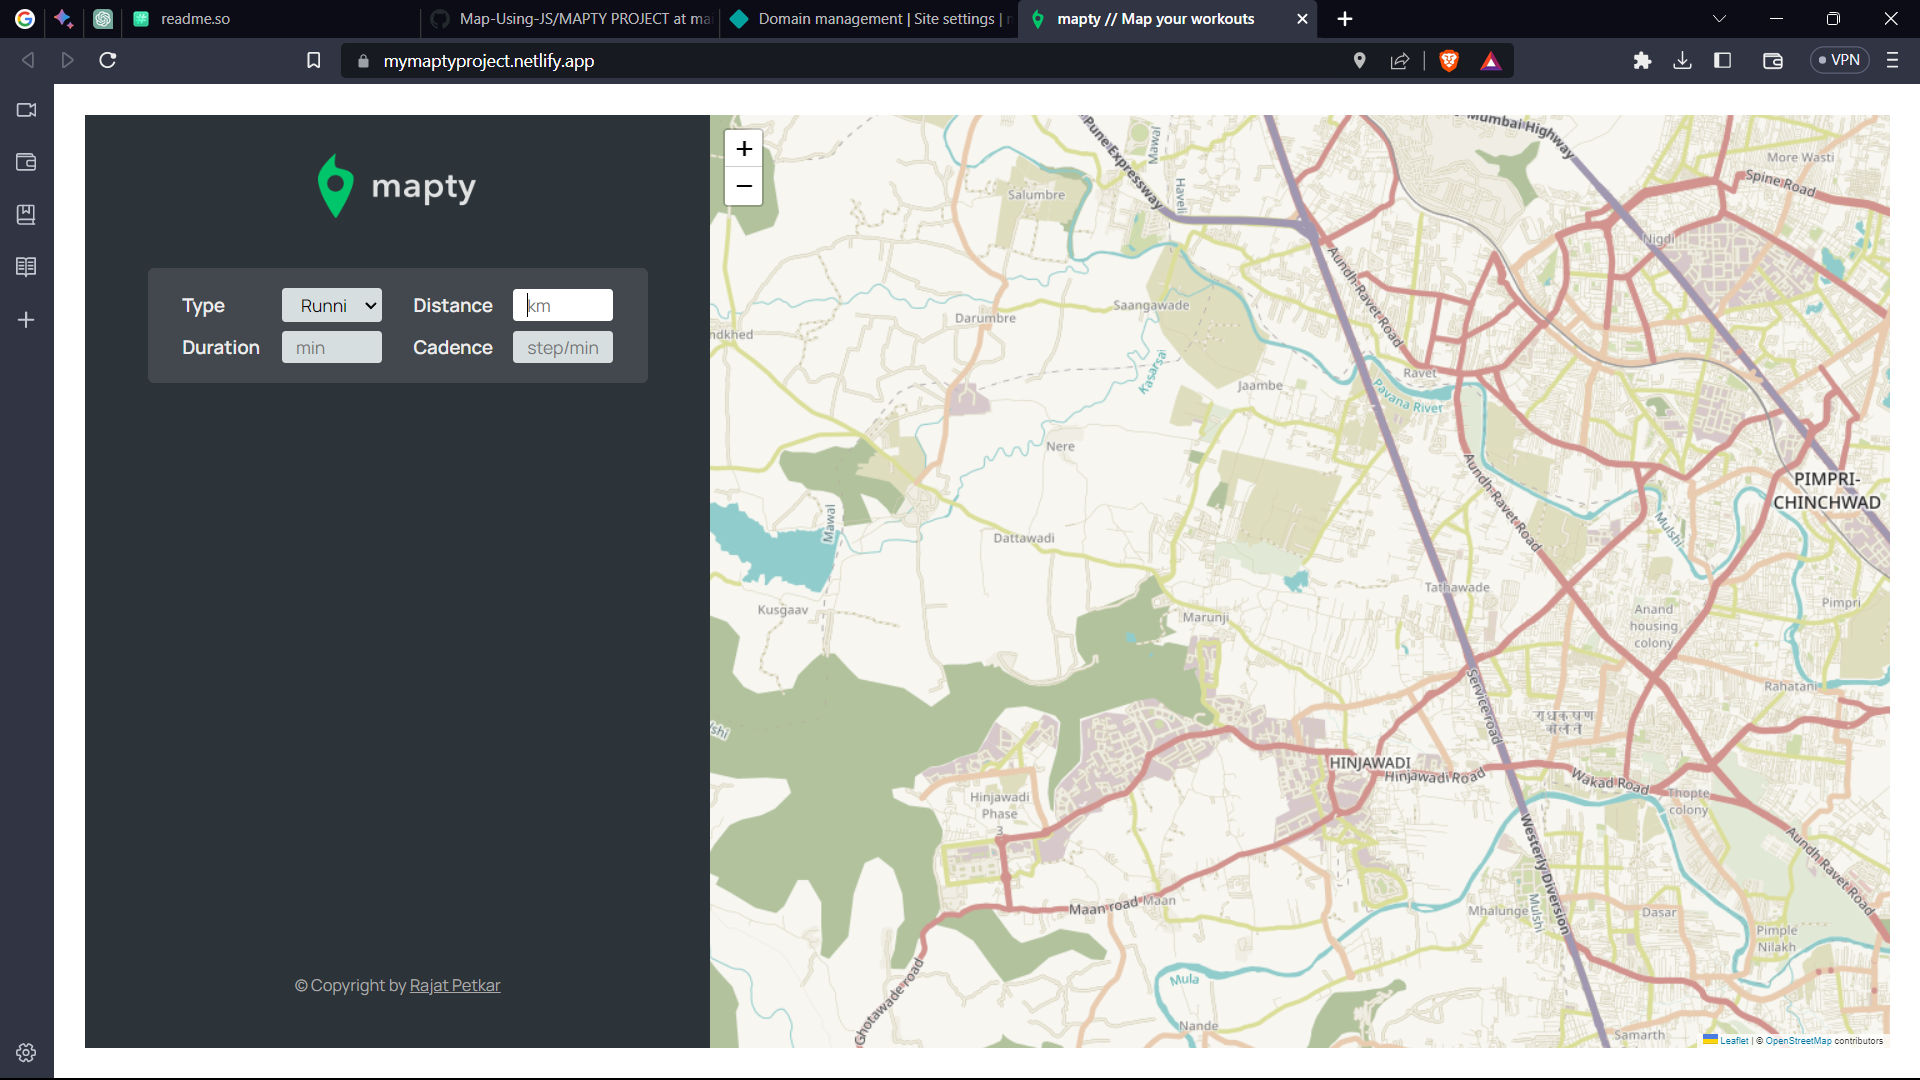 readme.so
Map-Using-JS/MAPTY PROJECT at ma
Domain management | Site settings |
mapty // Map your workouts
mymaptyproject.netlify.app
VPN
mapty
Type
Runni
Distance
km
Duration
min
Cadence
step/min
© Copyright by Rajat Petkar
+
−
Pune Expressway
Mawal
Haveli
Mumbai Highway
More Wasti
Spine Road
Salumbre
Nigdi
Aundh-Ravet Road
Saangawade
Darumbre
ndkhed
Kasarsai
Jaambe
Ravet
Pavana River
Nere
Aundh-Ravet Road
PIMPRI-
CHINCHWAD
Mawal
Mulshi
Dattawadi
Tathawade
Kusgaav
Marunji
Anand
housing
colony
Pimpri
Service road
Rahatani
shi
HINJAWADI
Hinjawadi Road
Wakad Road
Hinjawadi
Phase
3
Thopte
colony
Westerly Diversion
Aundh-Ravet Road
Maan road
Maan
Mhalunge
Mulshi
Dasar
Pimple
Nilakh
Ghotawade road
Mula
Nande
Samarth
Leaflet | © OpenStreetMap contributors